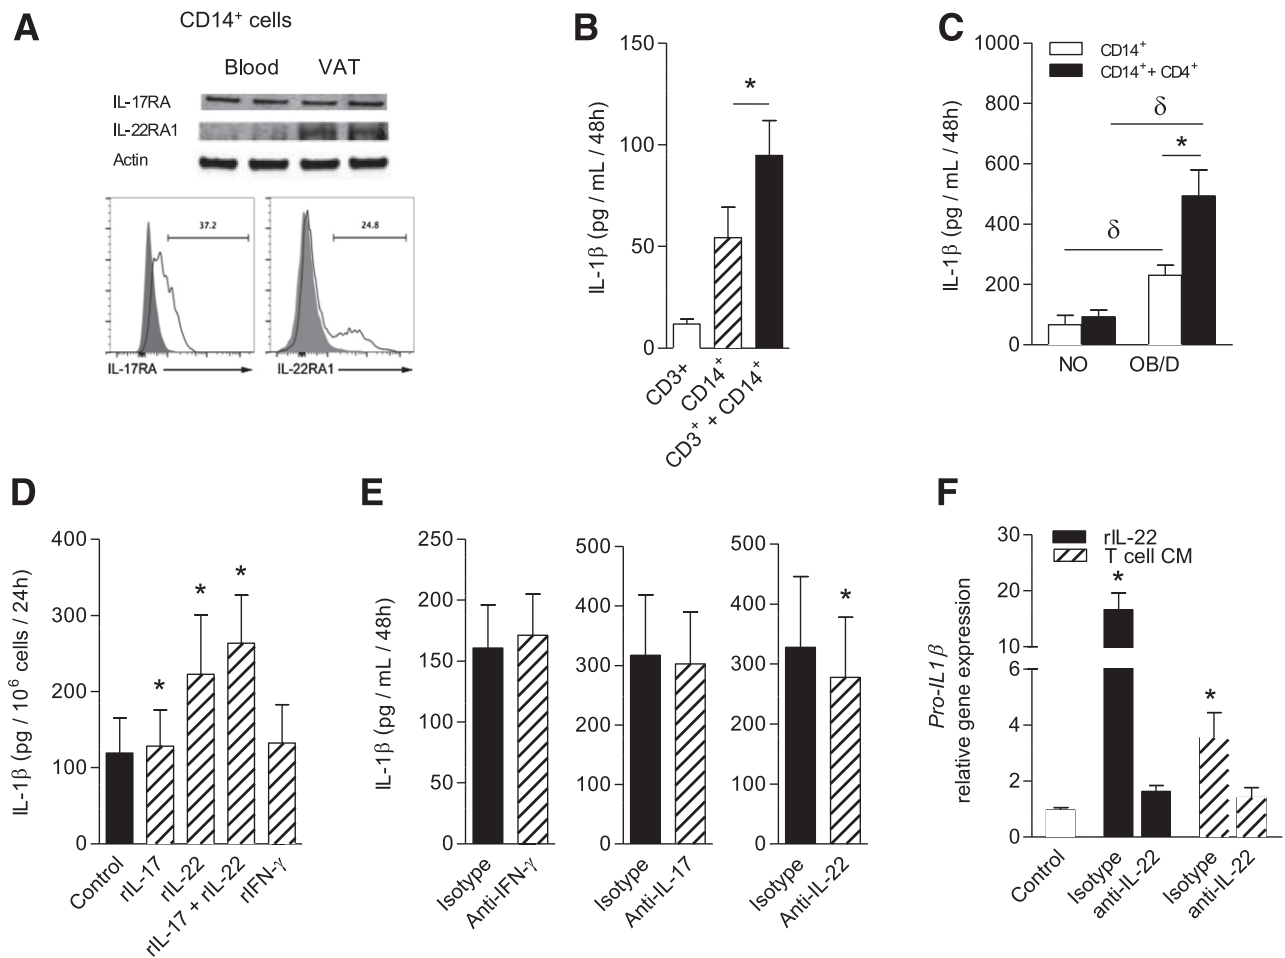 A
CD14⁺ cells
Blood VAT
IL-17RA
IL-22RA1
Actin
37.2
24.8
IL-17RA
IL-22RA1
B
150
100
50
0
IL-1β (pg / mL / 48h)
*
CD3+
CD14⁺
CD3⁺ + CD14⁺
C
1000
800
600
400
200
0
IL-1β (pg / mL / 48h)
CD14⁺
CD14⁺ + CD4⁺
δ
*
δ
NO OB/D
D
400
300
200
100
0
IL-1β (pg / 10⁶ cells / 24h)
* * *
Control
rIL-17
rIL-22
rIL-17 + rIL-22
rIFN-γ
E
250
200
150
100
50
0
IL-1β (pg / mL / 48h)
Isotype
Anti-IFN-γ
500
400
300
200
100
0
Isotype
Anti-IL-17
500
400
300
200
100
0
*
Isotype
Anti-IL-22
F
30
20
10
6
4
2
0
Pro-IL1β
relative gene expression
rIL-22
T cell CM
*
*
Control
Isotype
anti-IL-22
Isotype
anti-IL-22